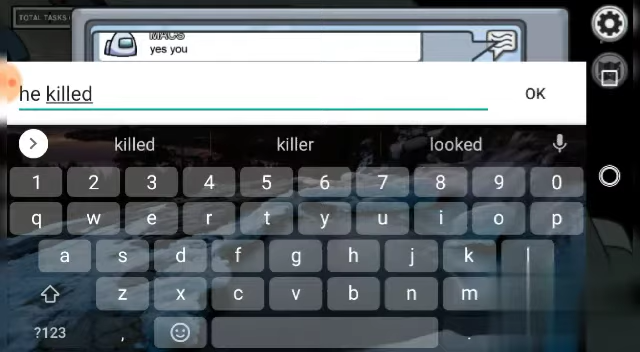 TOTAL TASKS
yes you
he killed
OK
killed killer looked
1 2 3 4 5 6 7 8 9 0
q w e r t y u i o p
a s d f g h j k l
z x c v b n m
?123 , .